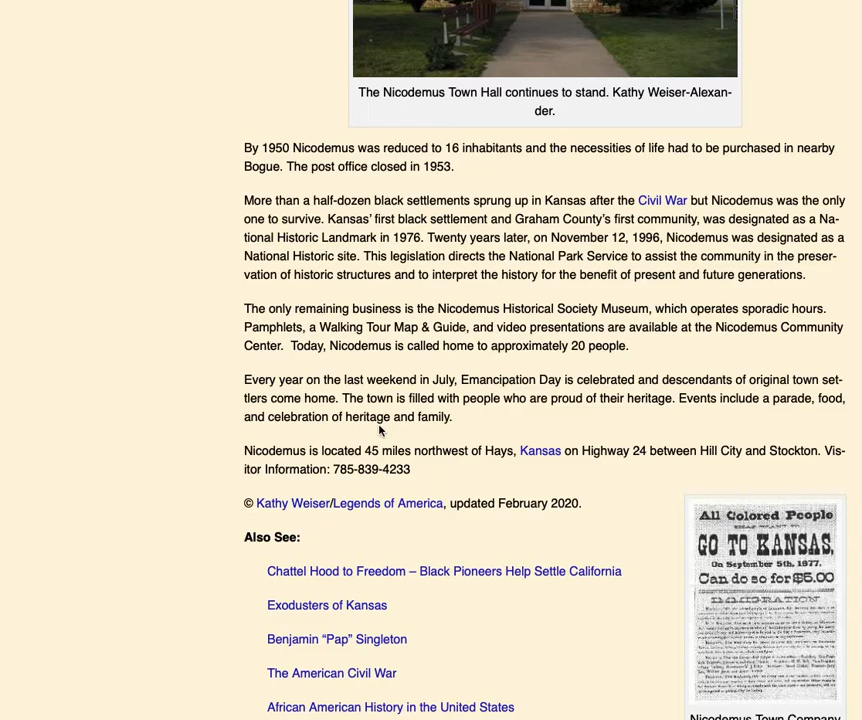 The Nicodemus Town Hall continues to stand. Kathy Weiser-Alexan-
der.
By 1950 Nicodemus was reduced to 16 inhabitants and the necessities of life had to be purchased in nearby
Bogue. The post office closed in 1953.
More than a half-dozen black settlements sprung up in Kansas after the Civil War but Nicodemus was the only
one to survive. Kansas’ first black settlement and Graham County’s first community, was designated as a Na-
tional Historic Landmark in 1976. Twenty years later, on November 12, 1996, Nicodemus was designated as a
National Historic site. This legislation directs the National Park Service to assist the community in the preser-
vation of historic structures and to interpret the history for the benefit of present and future generations.
The only remaining business is the Nicodemus Historical Society Museum, which operates sporadic hours.
Pamphlets, a Walking Tour Map & Guide, and video presentations are available at the Nicodemus Community
Center.  Today, Nicodemus is called home to approximately 20 people.
Every year on the last weekend in July, Emancipation Day is celebrated and descendants of original town set-
tlers come home. The town is filled with people who are proud of their heritage. Events include a parade, food,
and celebration of heritage and family.
Nicodemus is located 45 miles northwest of Hays, Kansas on Highway 24 between Hill City and Stockton. Vis-
itor Information: 785-839-4233
© Kathy Weiser/Legends of America, updated February 2020.
Also See:
Chattel Hood to Freedom – Black Pioneers Help Settle California
Exodusters of Kansas
Benjamin “Pap” Singleton
The American Civil War
African American History in the United States
All Colored People
THAT WANT TO
GO TO KANSAS,
On September 5th, 1877,
Can do so for $5.00
IMMIGRATION
Nicodemus Town Company